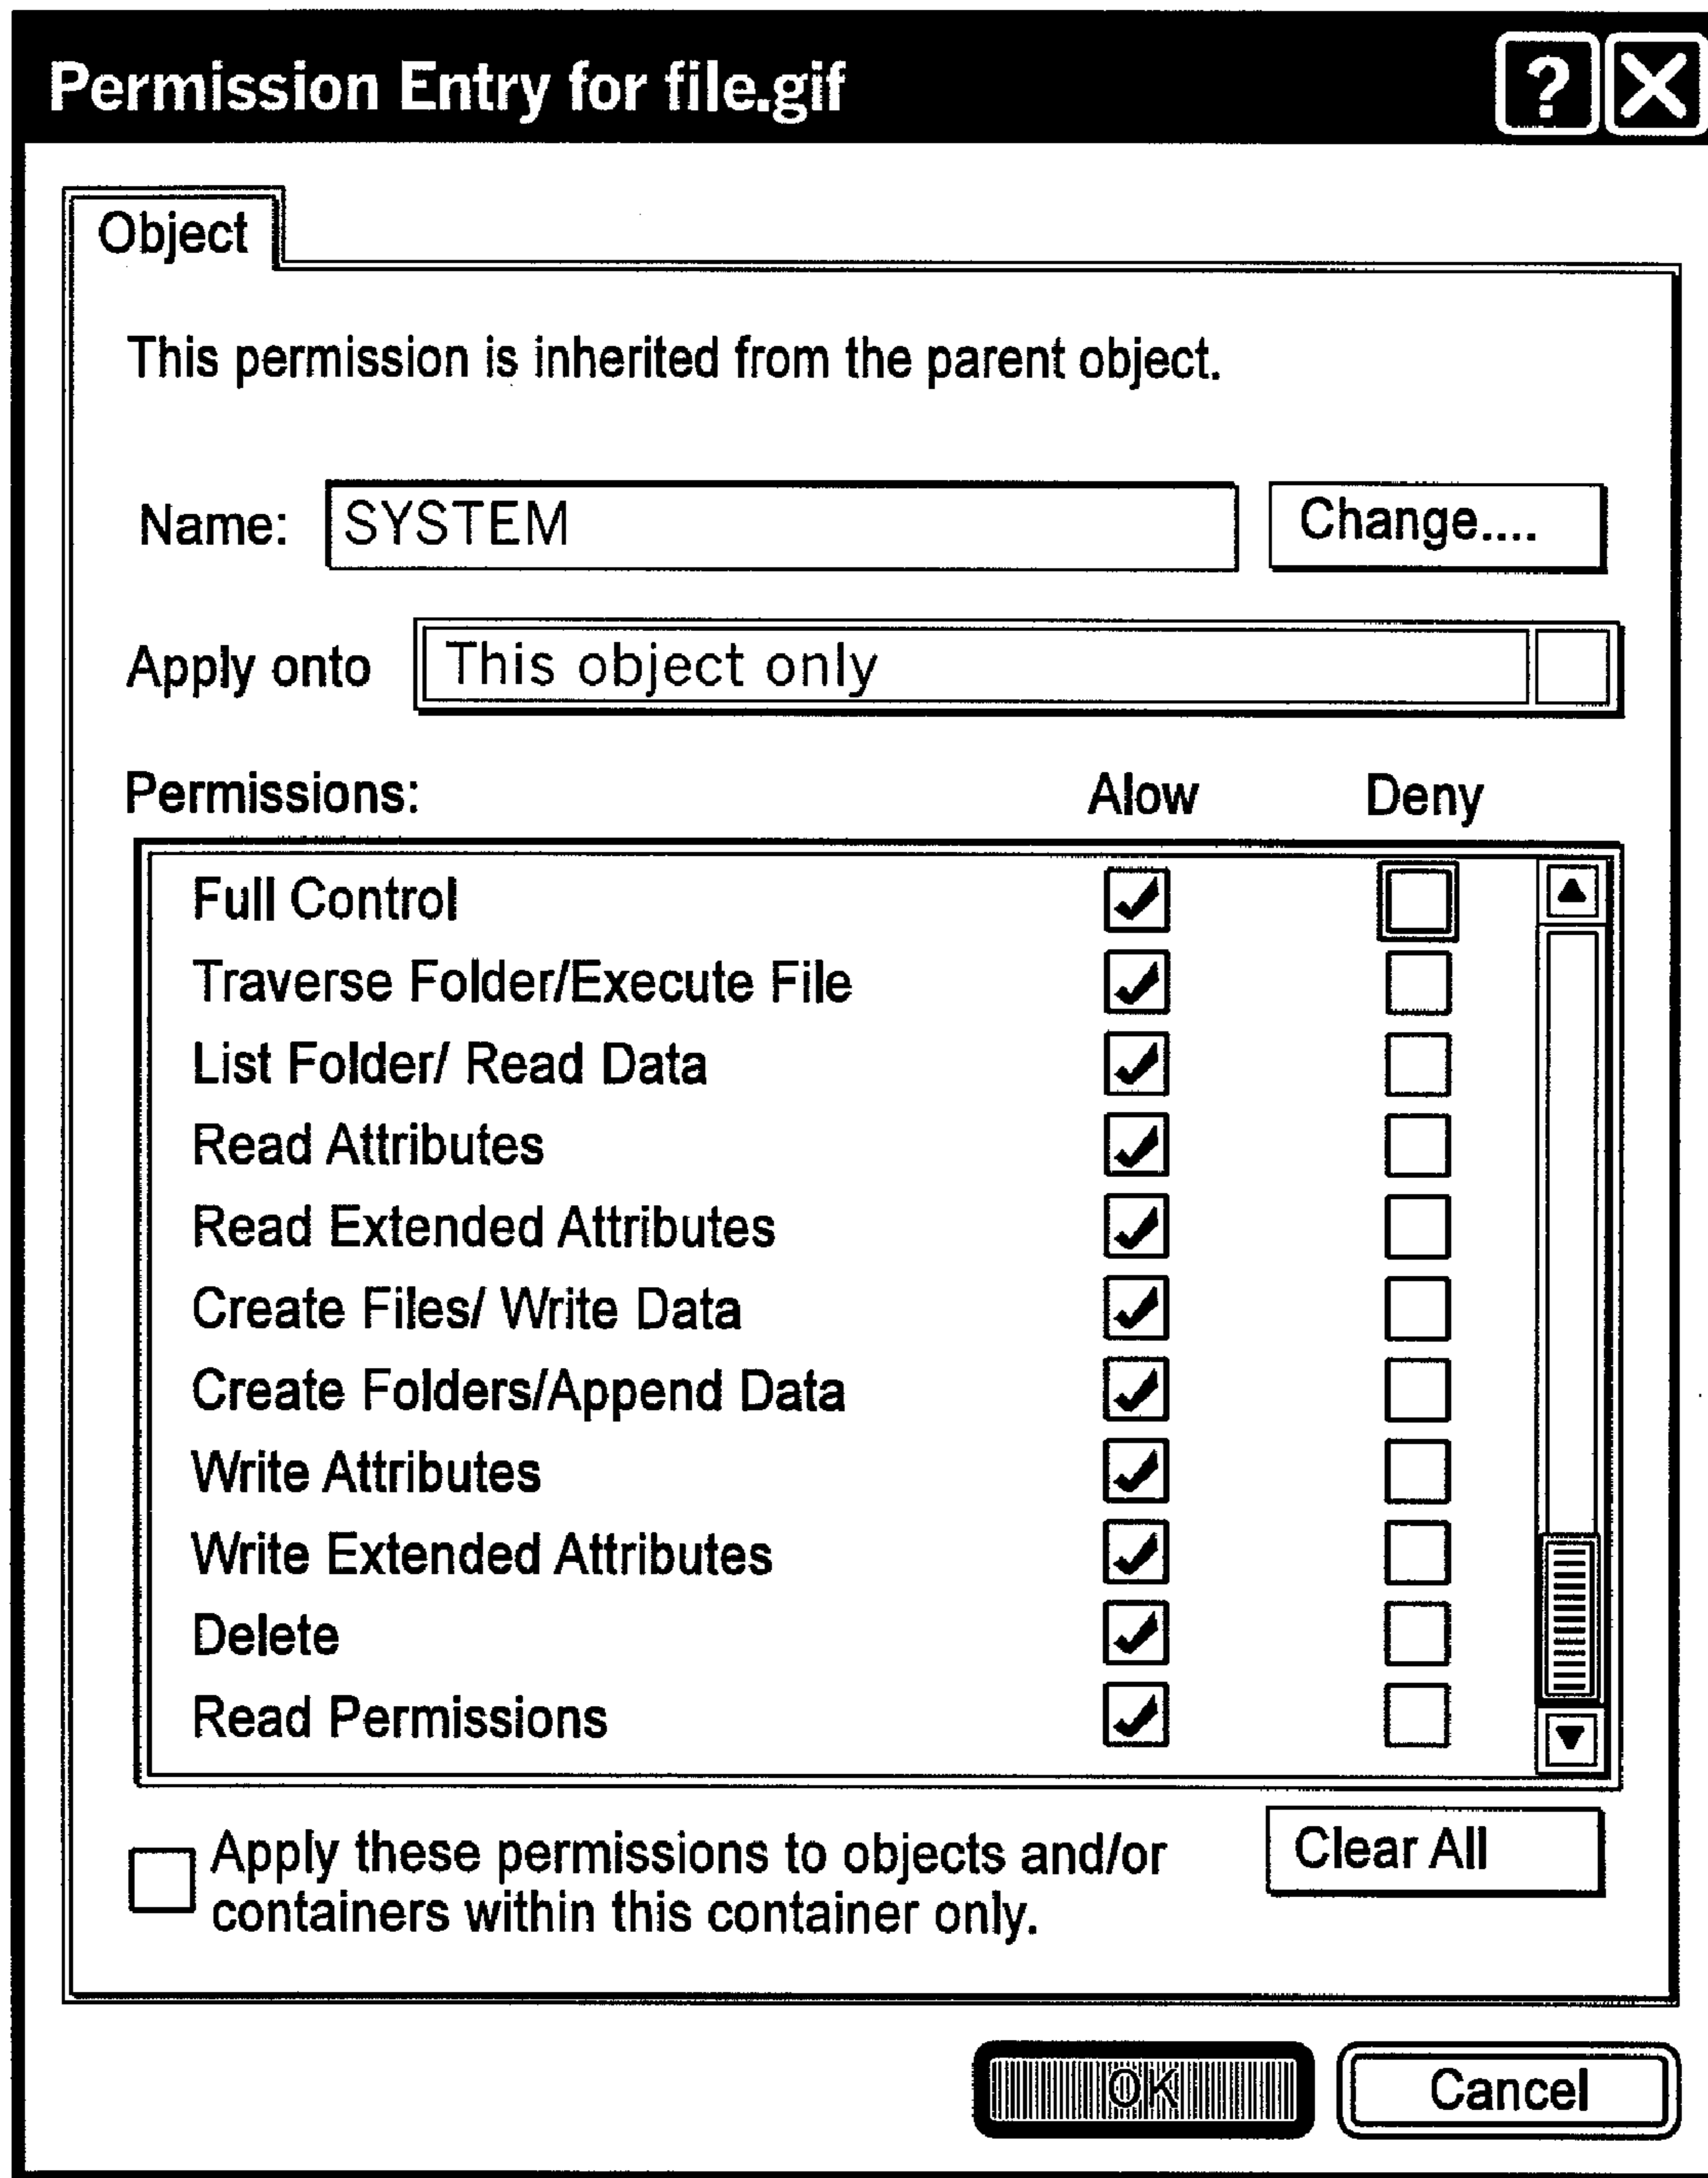 Permission Entry for file.gif ? X
Object
This permission is inherited from the parent object.
Name: SYSTEM Change....
Apply onto This object only
Permissions: Alow Deny
Full Control
Traverse Folder/Execute File
List Folder/ Read Data
Read Attributes
Read Extended Attributes
Create Files/ Write Data
Create Folders/Append Data
Write Attributes
Write Extended Attributes
Delete
Read Permissions
Apply these permissions to objects and/or
containers within this container only.
Clear All
OK Cancel